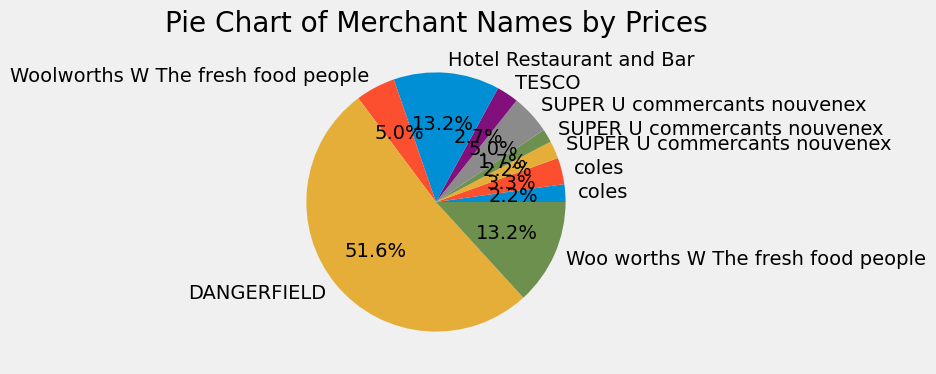 Pie Chart of Merchant Names by Prices
Hotel Restaurant and Bar
Woolworths W The fresh food people
TESCO
SUPER U commercants nouvenex
SUPER U commercants nouvenex
SUPER U commercants nouvenex
coles
coles
13.2%
5.0%
2.7%
5.0%
1.7%
2.2%
3.3%
2.2%
13.2%
51.6%
Woo worths W The fresh food people
DANGERFIELD